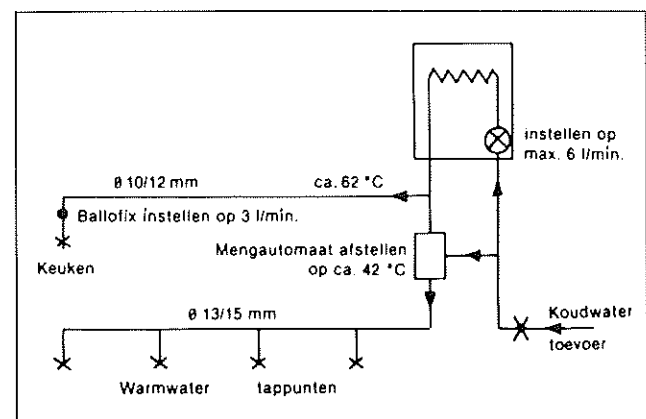 instellen op
max. 6 l/min.
ø 10/12 mm
ca. 62 °C
Ballofix instellen op 3 l/min.
Keuken
Mengautomaat afstellen
op ca. 42 °C
ø 13/15 mm
Koudwater
toevoer
Warmwater tappunten